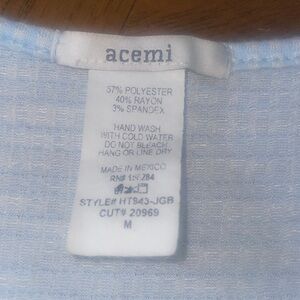 acemi
57% POLYESTER
40% RAYON
3% SPANDEX
HAND WASH
WITH COLD WATER
DO NOT BLEACH
HANG OR LINE DRY
MADE IN MEXICO
RN#
STYLE# HT943-JGB
CUT# 20969
M